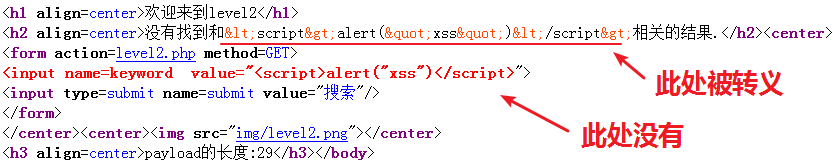 <h1 align=center>欢迎来到level2</h1>
<h2 align=center>没有找到和&lt;script&gt;alert(&quot;xss&quot;)&lt;/script&gt;相关的结果.</h2><center>
<form action=level2.php method=GET>
<input name=keyword  value="<script>alert("xss")</script>">
<input type=submit name=submit value="搜索"/>
</form>
</center><center><img src="img/level2.png"></center>
<h3 align=center>payload的长度:29</h3></body>
此处被转义
此处没有